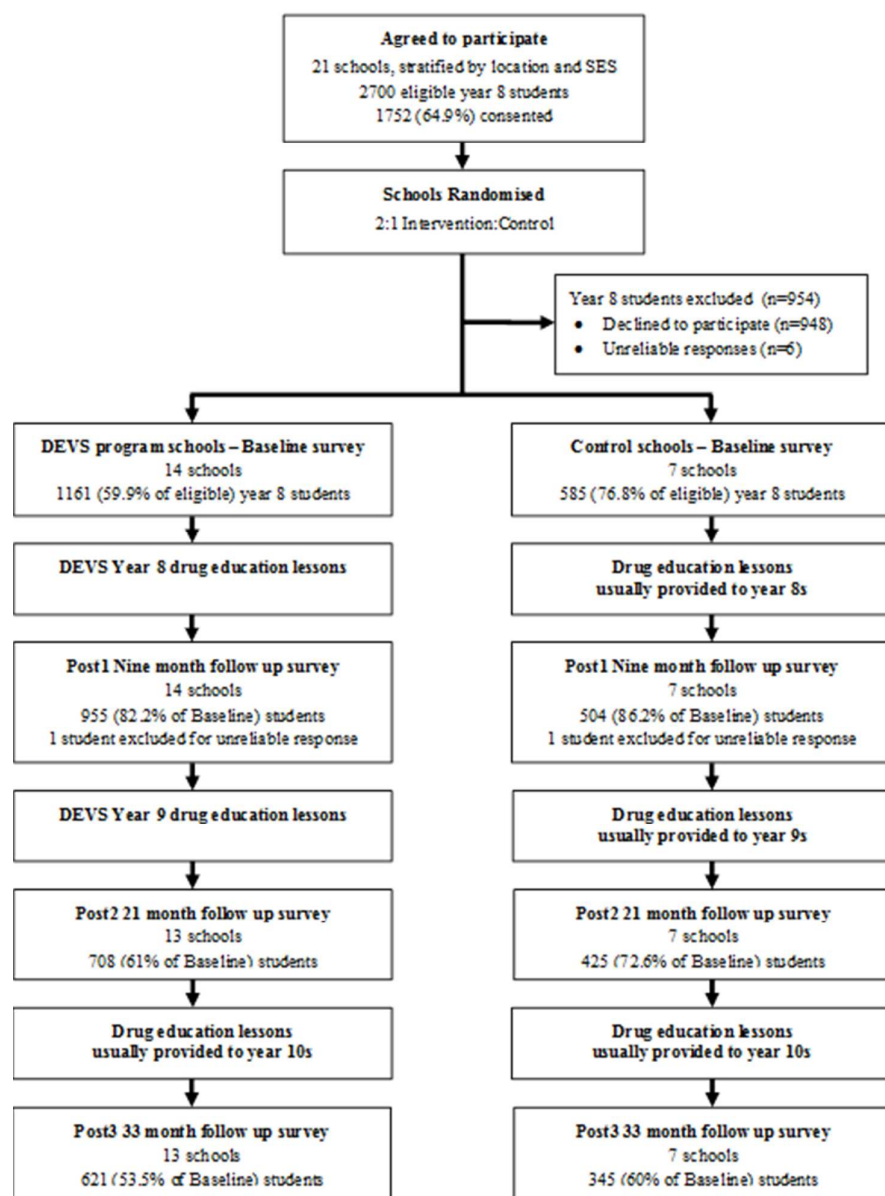 Agreed to participate
21 schools, stratified by location and SES
2700 eligible year 8 students
1752 (64.9%) consented
Schools Randomised
2:1 Intervention:Control
Year 8 students excluded (n=954)
• Declined to participate (n=948)
• Unreliable responses (n=6)
DEVS program schools – Baseline survey
14 schools
1161 (59.9% of eligible) year 8 students
Control schools – Baseline survey
7 schools
585 (76.8% of eligible) year 8 students
DEVS Year 8 drug education lessons
Drug education lessons
usually provided to year 8s
Post1 Nine month follow up survey
14 schools
955 (82.2% of Baseline) students
1 student excluded for unreliable response
Post1 Nine month follow up survey
7 schools
504 (86.2% of Baseline) students
1 student excluded for unreliable response
DEVS Year 9 drug education lessons
Drug education lessons
usually provided to year 9s
Post2 21 month follow up survey
13 schools
708 (61% of Baseline) students
Post2 21 month follow up survey
7 schools
425 (72.6% of Baseline) students
Drug education lessons
usually provided to year 10s
Drug education lessons
usually provided to year 10s
Post3 33 month follow up survey
13 schools
621 (53.5% of Baseline) students
Post3 33 month follow up survey
7 schools
345 (60% of Baseline) students